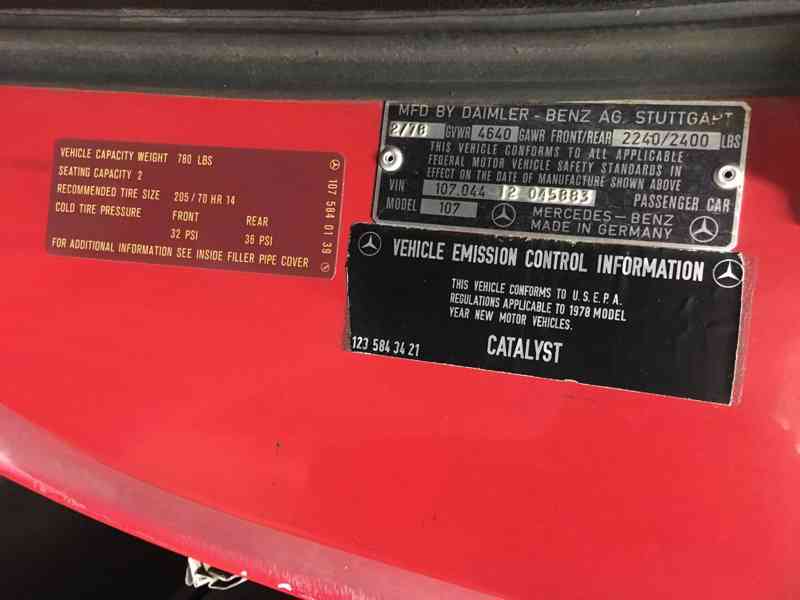 VEHICLE CAPACITY WEIGHT 780 LBS
SEATING CAPACITY 2
RECOMMENDED TIRE SIZE 205/70 HR 14
COLD TIRE PRESSURE FRONT REAR
32 PSI 36 PSI
FOR ADDITIONAL INFORMATION SEE INSIDE FILLER PIPE COVER
107 584 01 39
MFD BY DAIMLER - BENZ AG. STUTTGART
2/78 GVWR 4640 GAWR FRONT/REAR 2240/2400 LBS
THIS VEHICLE CONFORMS TO ALL APPLICABLE
FEDERAL MOTOR VEHICLE SAFETY STANDARDS IN
EFFECT ON THE DATE OF MANUFACTURE SHOWN ABOVE
VIN 107.044 12 045883 PASSENGER CAR
MODEL 107 MERCEDES-BENZ
MADE IN GERMANY
VEHICLE EMISSION CONTROL INFORMATION
THIS VEHICLE CONFORMS TO U.S.E.P.A.
REGULATIONS APPLICABLE TO 1978 MODEL
YEAR NEW MOTOR VEHICLES.
123 584 34 21 CATALYST